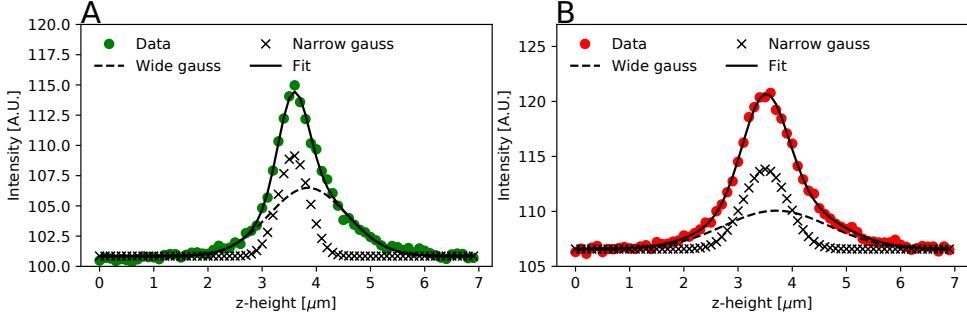 A
120.0
117.5
115.0
112.5
110.0
107.5
105.0
102.5
100.0
Intensity [A.U.]
Data
Wide gauss
Narrow gauss
Fit
0 1 2 3 4 5 6 7
z-height [μm]
B
125
120
115
110
105
Intensity [A.U.]
Data
Wide gauss
Narrow gauss
Fit
0 1 2 3 4 5 6 7
z-height [μm]